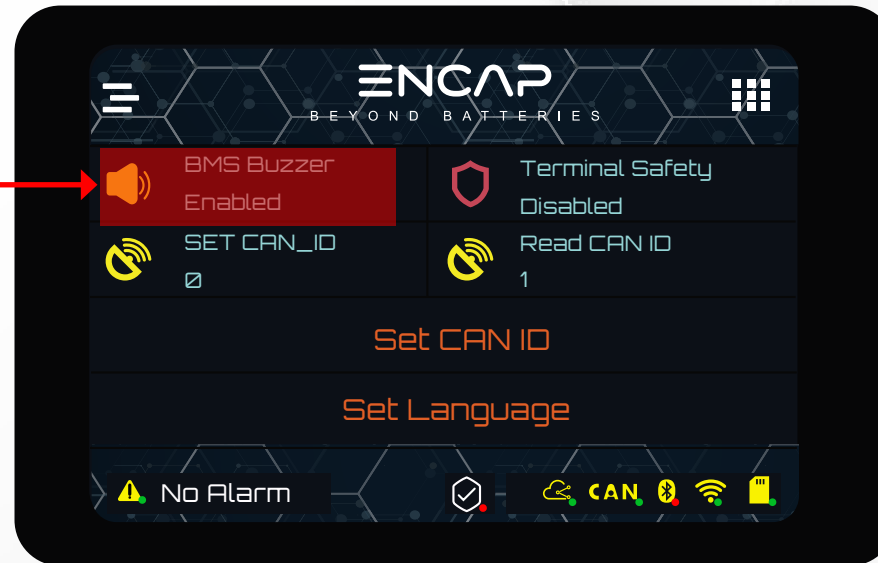 ENCAP
BEYOND BATTERIES
BMS Buzzer
Enabled
Terminal Safety
Disabled
SET CAN_ID
0
Read CAN ID
1
Set CAN ID
Set Language
No Alarm
CAN